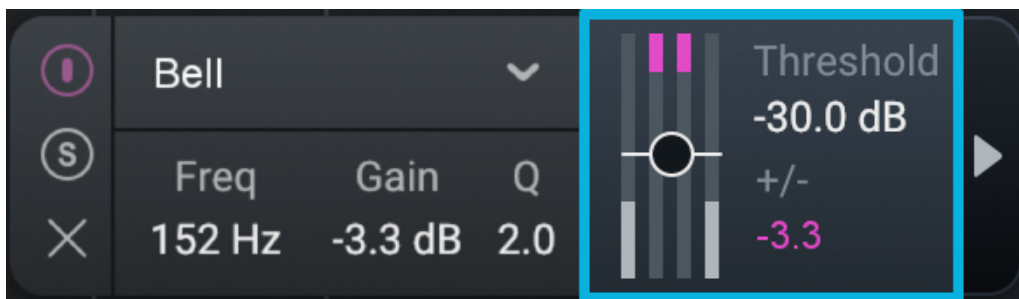 Bell
S
Freq Gain Q
152 Hz -3.3 dB 2.0
Threshold
-30.0 dB
+/-
-3.3